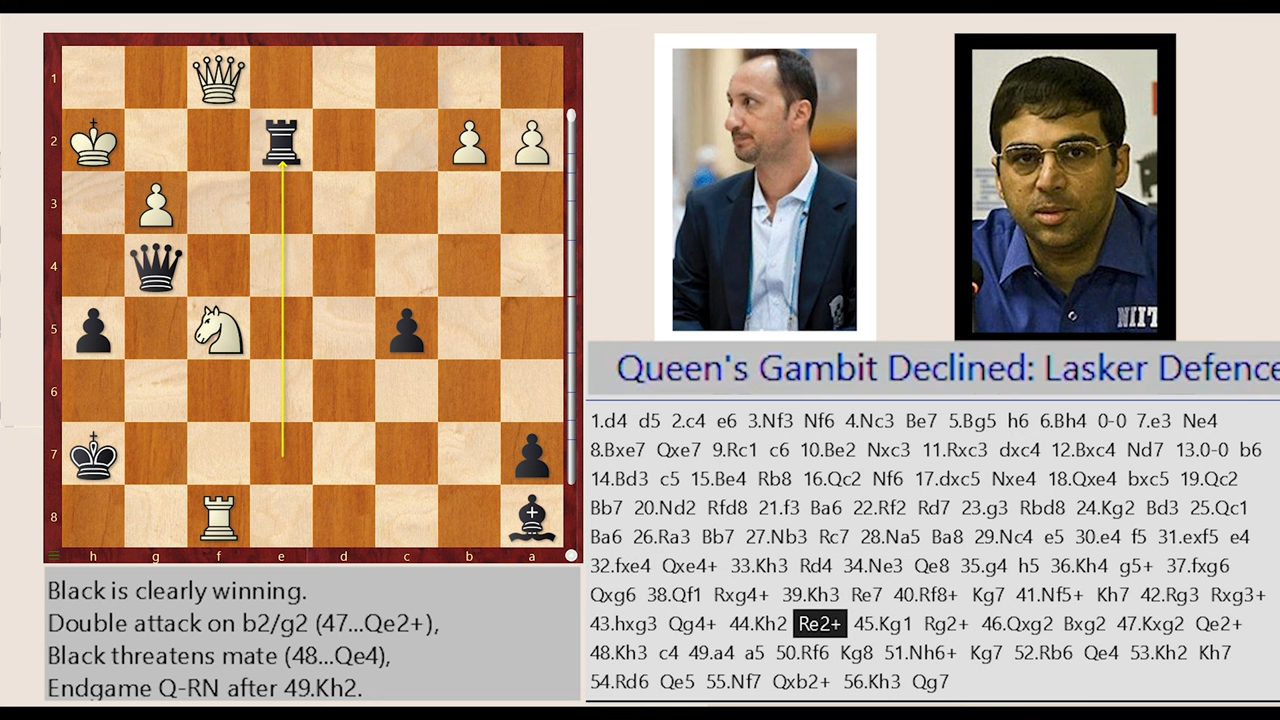 1
2
3
4
5
6
7
8
h g f e d c b a
NIIT
Queen's Gambit Declined: Lasker Defence
1.d4 d5 2.c4 e6 3.Nf3 Nf6 4.Nc3 Be7 5.Bg5 h6 6.Bh4 0-0 7.e3 Ne4
8.Bxe7 Qxe7 9.Rc1 c6 10.Be2 Nxc3 11.Rxc3 dxc4 12.Bxc4 Nd7 13.0-0 b6
14.Bd3 c5 15.Be4 Rb8 16.Qc2 Nf6 17.dxc5 Nxe4 18.Qxe4 bxc5 19.Qc2
Bb7 20.Nd2 Rfd8 21.f3 Ba6 22.Rf2 Rd7 23.g3 Rbd8 24.Kg2 Bd3 25.Qc1
Ba6 26.Ra3 Bb7 27.Nb3 Rc7 28.Na5 Ba8 29.Nc4 e5 30.e4 f5 31.exf5 e4
32.fxe4 Qxe4+ 33.Kh3 Rd4 34.Ne3 Qe8 35.g4 h5 36.Kh4 g5+ 37.fxg6
Qxg6 38.Qf1 Rxg4+ 39.Kh3 Re7 40.Rf8+ Kg7 41.Nf5+ Kh7 42.Rg3 Rxg3+
43.hxg3 Qg4+ 44.Kh2 Re2+ 45.Kg1 Rg2+ 46.Qxg2 Bxg2 47.Kxg2 Qe2+
48.Kh3 c4 49.a4 a5 50.Rf6 Kg8 51.Nh6+ Kg7 52.Rb6 Qe4 53.Kh2 Kh7
54.Rd6 Qe5 55.Nf7 Qxb2+ 56.Kh3 Qg7
Black is clearly winning.
Double attack on b2/g2 (47...Qe2+),
Black threatens mate (48...Qe4),
Endgame Q-RN after 49.Kh2.